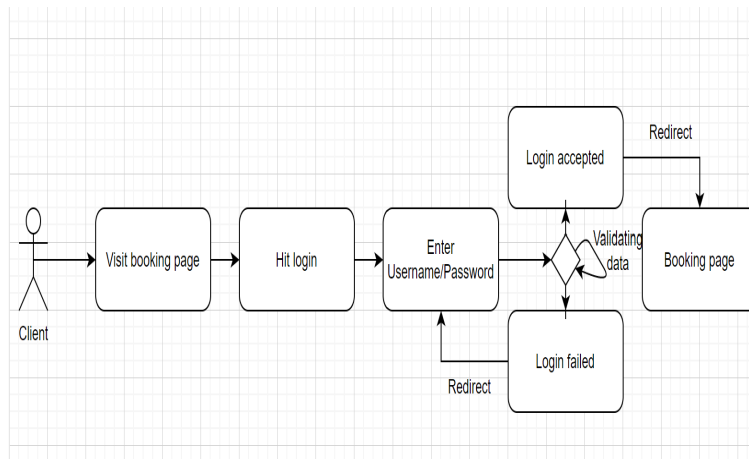 Client
Visit booking page
Hit login
Enter
Username/Password
Validating
data
Login accepted
Redirect
Booking page
Login failed
Redirect